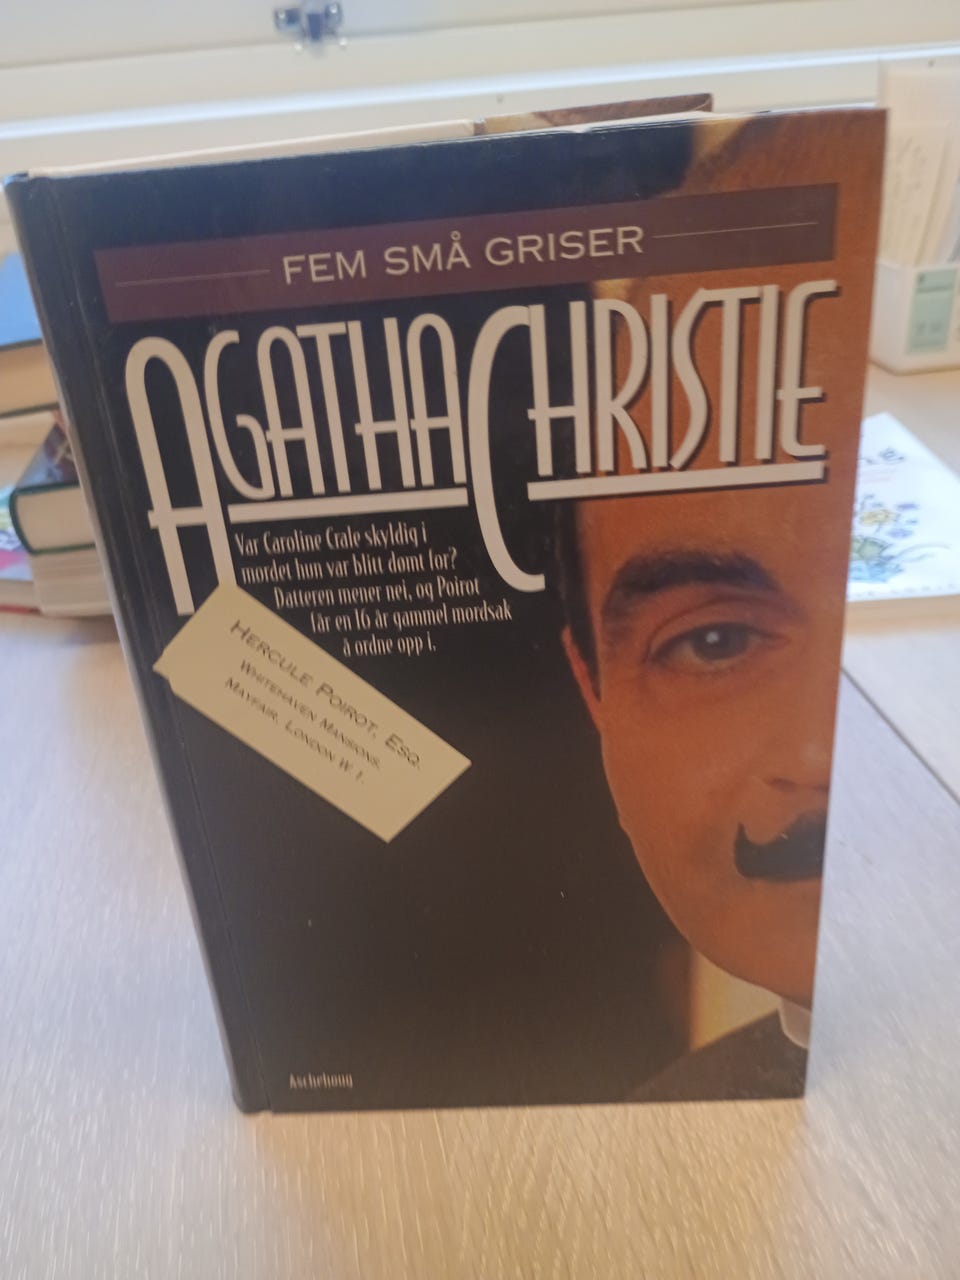 FEM SMÅ GRISER
AGATHA CHRISTIE
Var Caroline Crale skyldig i
mordet hun var blitt dømt for?
Datteren mener nei, og Poirot
får en 16 år gammel mordsak
å ordne opp i.
HERCULE POIROT, ESQ.
WHITEHAVEN MANSIONS,
MAYFAIR, LONDON W. 1.
Aschehoug